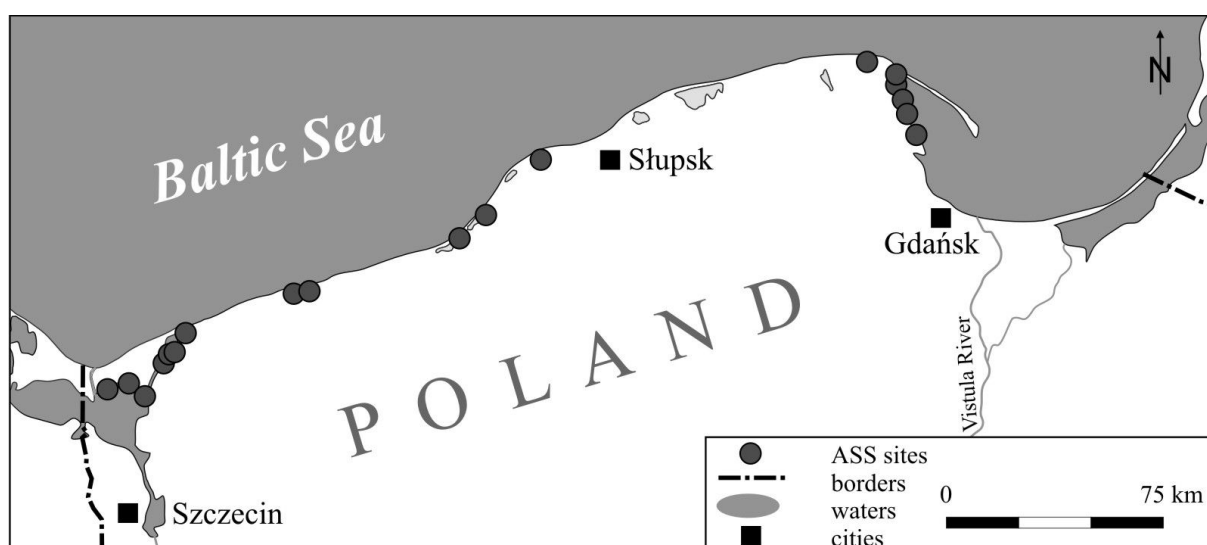 N
Baltic Sea
Słupsk
Gdańsk
POLAND
Vistula River
Szczecin
ASS sites
borders
waters
cities
0 75 km